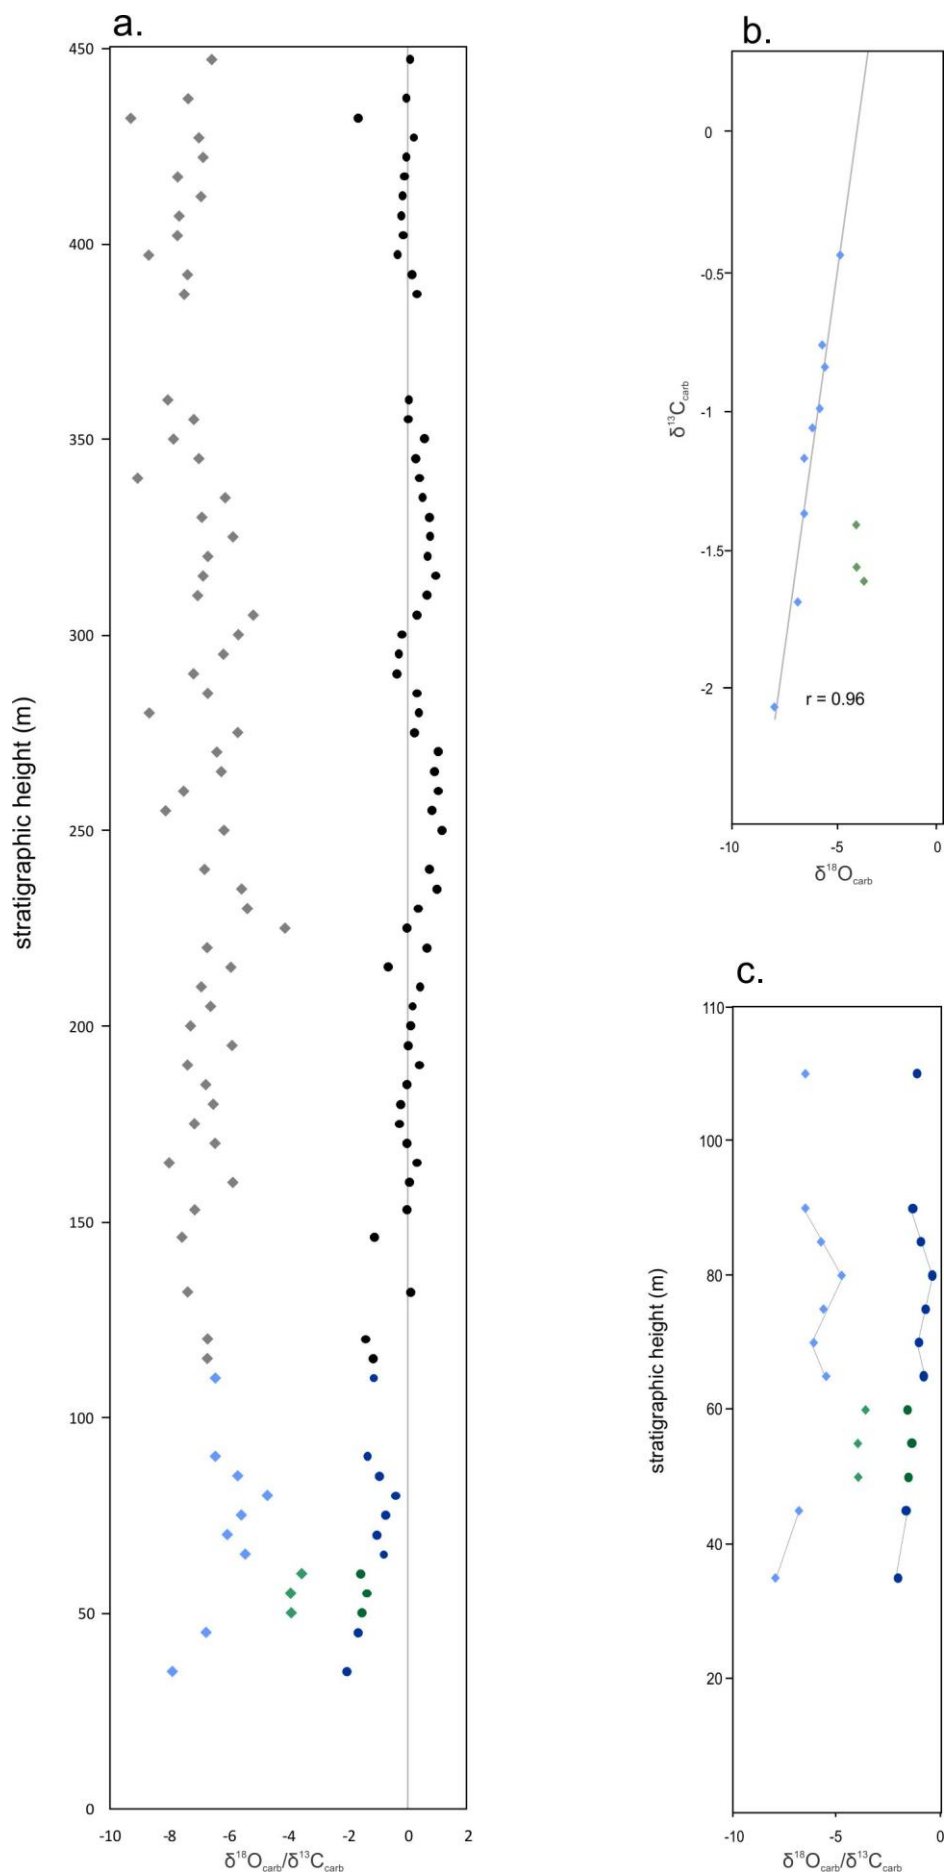 a.
450
400
350
300
250
200
150
100
50
0
stratigraphic height (m)
-10 -8 -6 -4 -2 0 2
δ¹⁸Ocarb/δ¹³Ccarb
b.
0
-0.5
-1
-1.5
-2
δ¹³Ccarb
r = 0.96
-10 -5 0
δ¹⁸Ocarb
c.
110
100
80
60
40
20
stratigraphic height (m)
-10 -5 0
δ¹⁸Ocarb/δ¹³Ccarb